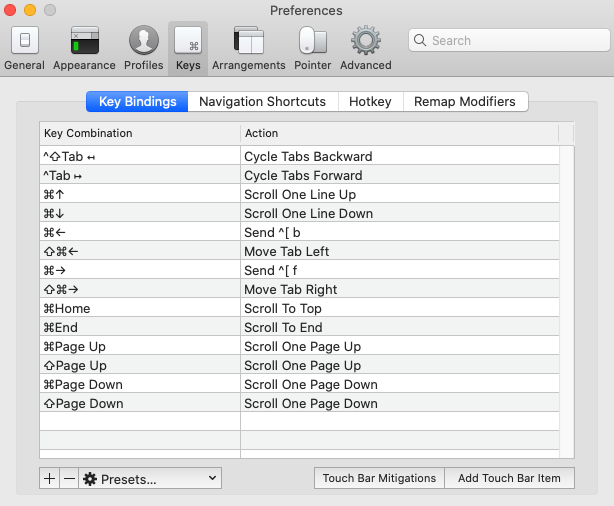 Preferences
General Appearance Profiles Keys Arrangements Pointer Advanced
Search
Key Bindings Navigation Shortcuts Hotkey Remap Modifiers
Key Combination Action
^⇧Tab ↤ Cycle Tabs Backward
^Tab ↦ Cycle Tabs Forward
⌘↑ Scroll One Line Up
⌘↓ Scroll One Line Down
⌘← Send ^[ b
⇧⌘← Move Tab Left
⌘→ Send ^[ f
⇧⌘→ Move Tab Right
⌘Home Scroll To Top
⌘End Scroll To End
⌘Page Up Scroll One Page Up
⇧Page Up Scroll One Page Up
⌘Page Down Scroll One Page Down
⇧Page Down Scroll One Page Down
+ − Presets... Touch Bar Mitigations Add Touch Bar Item